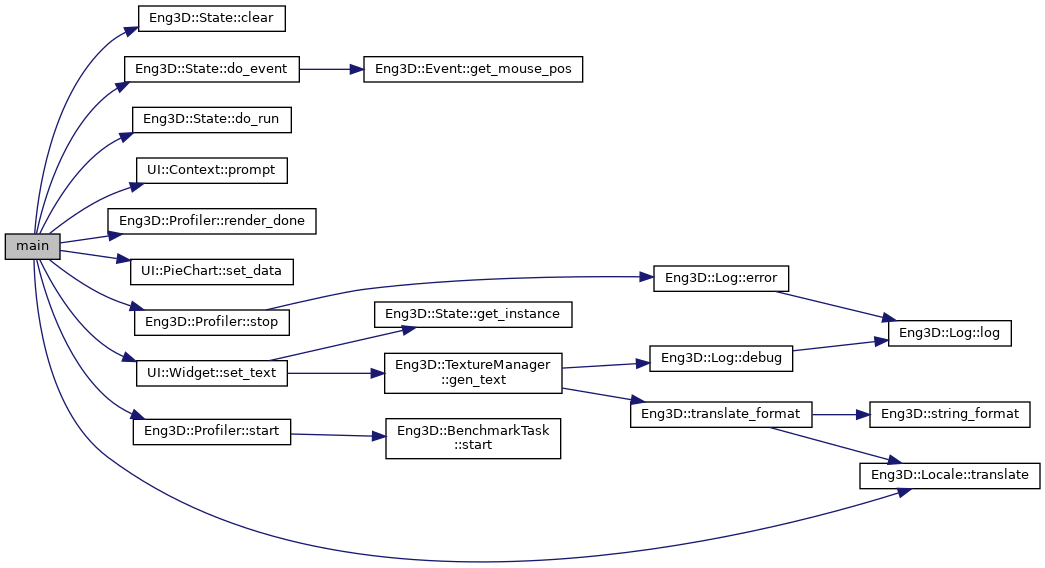 Eng3D::State::clear
Eng3D::State::do_event
Eng3D::Event::get_mouse_pos
Eng3D::State::do_run
UI::Context::prompt
Eng3D::Profiler::render_done
main
UI::PieChart::set_data
Eng3D::Log::error
Eng3D::Profiler::stop
Eng3D::State::get_instance
Eng3D::Log::log
Eng3D::Log::debug
UI::Widget::set_text
Eng3D::TextureManager
::gen_text
Eng3D::translate_format
Eng3D::string_format
Eng3D::Profiler::start
Eng3D::BenchmarkTask
::start
Eng3D::Locale::translate